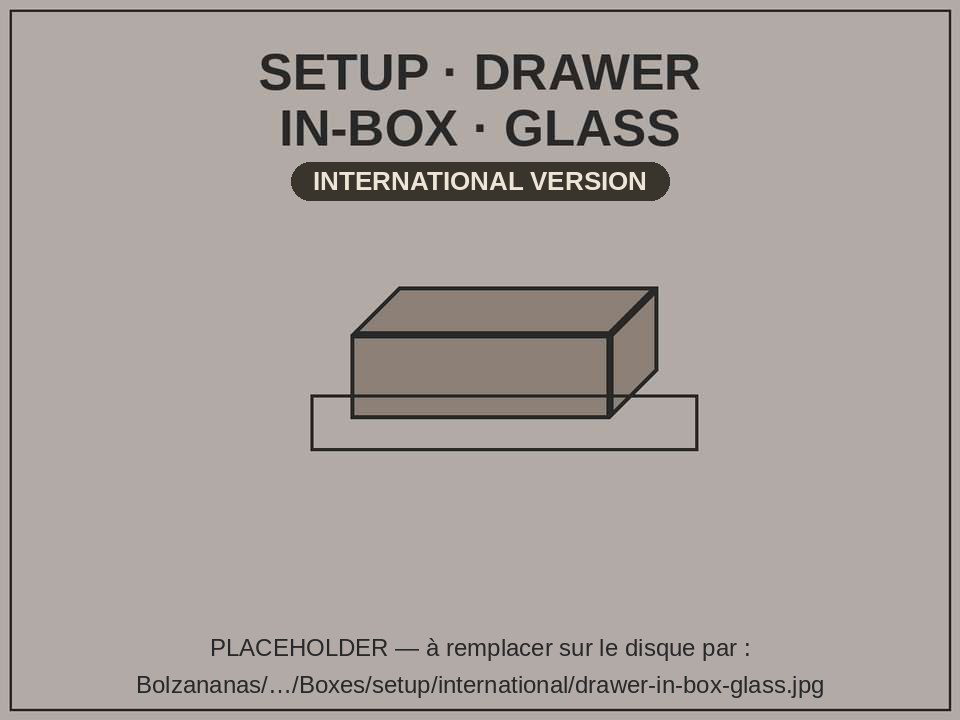 SETUP · DRAWER
IN-BOX · GLASS
INTERNATIONAL VERSION
PLACEHOLDER — à remplacer sur le disque par :
Bolzananas/…/Boxes/setup/international/drawer-in-box-glass.jpg